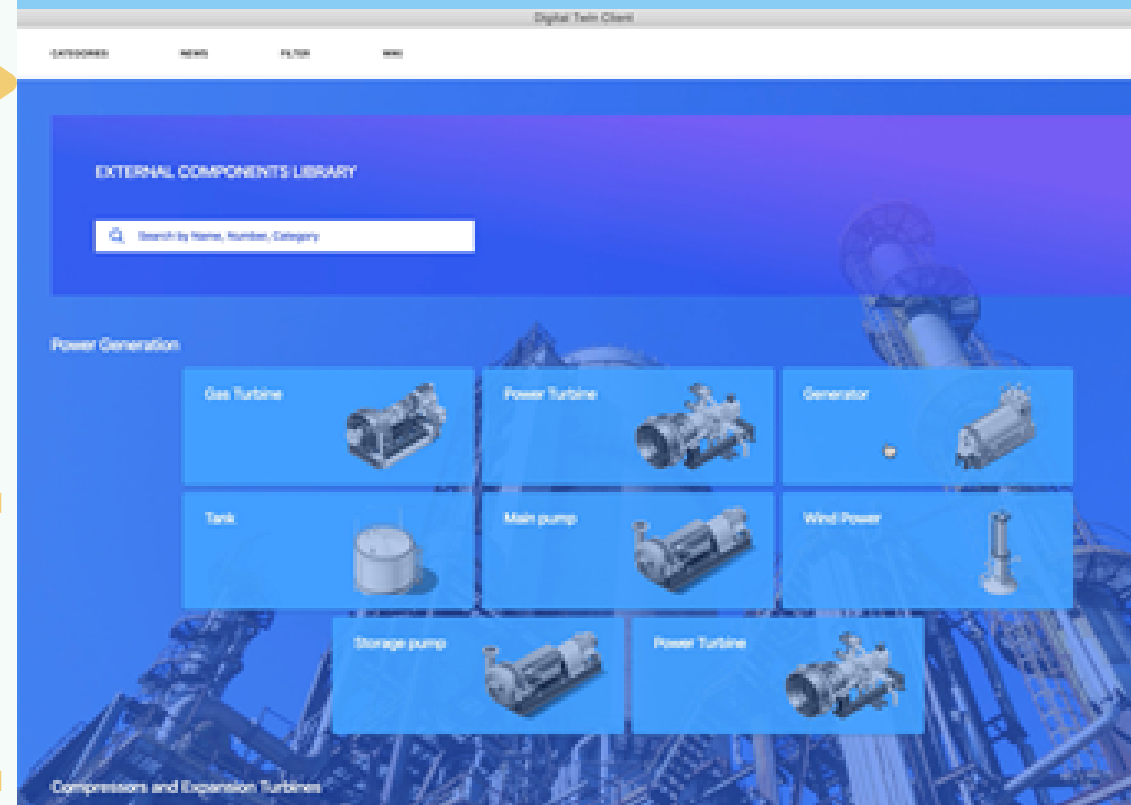 Digital Twin Client
CATEGORIES NEWS FILTER WIKI
EXTERNAL COMPONENTS LIBRARY
Search by Name, Number, Category
Power Generation
Gas Turbine Power Turbine Generator
Tank Main pump Wind Power
Storage pump Power Turbine
Compressors and Expansion Turbines